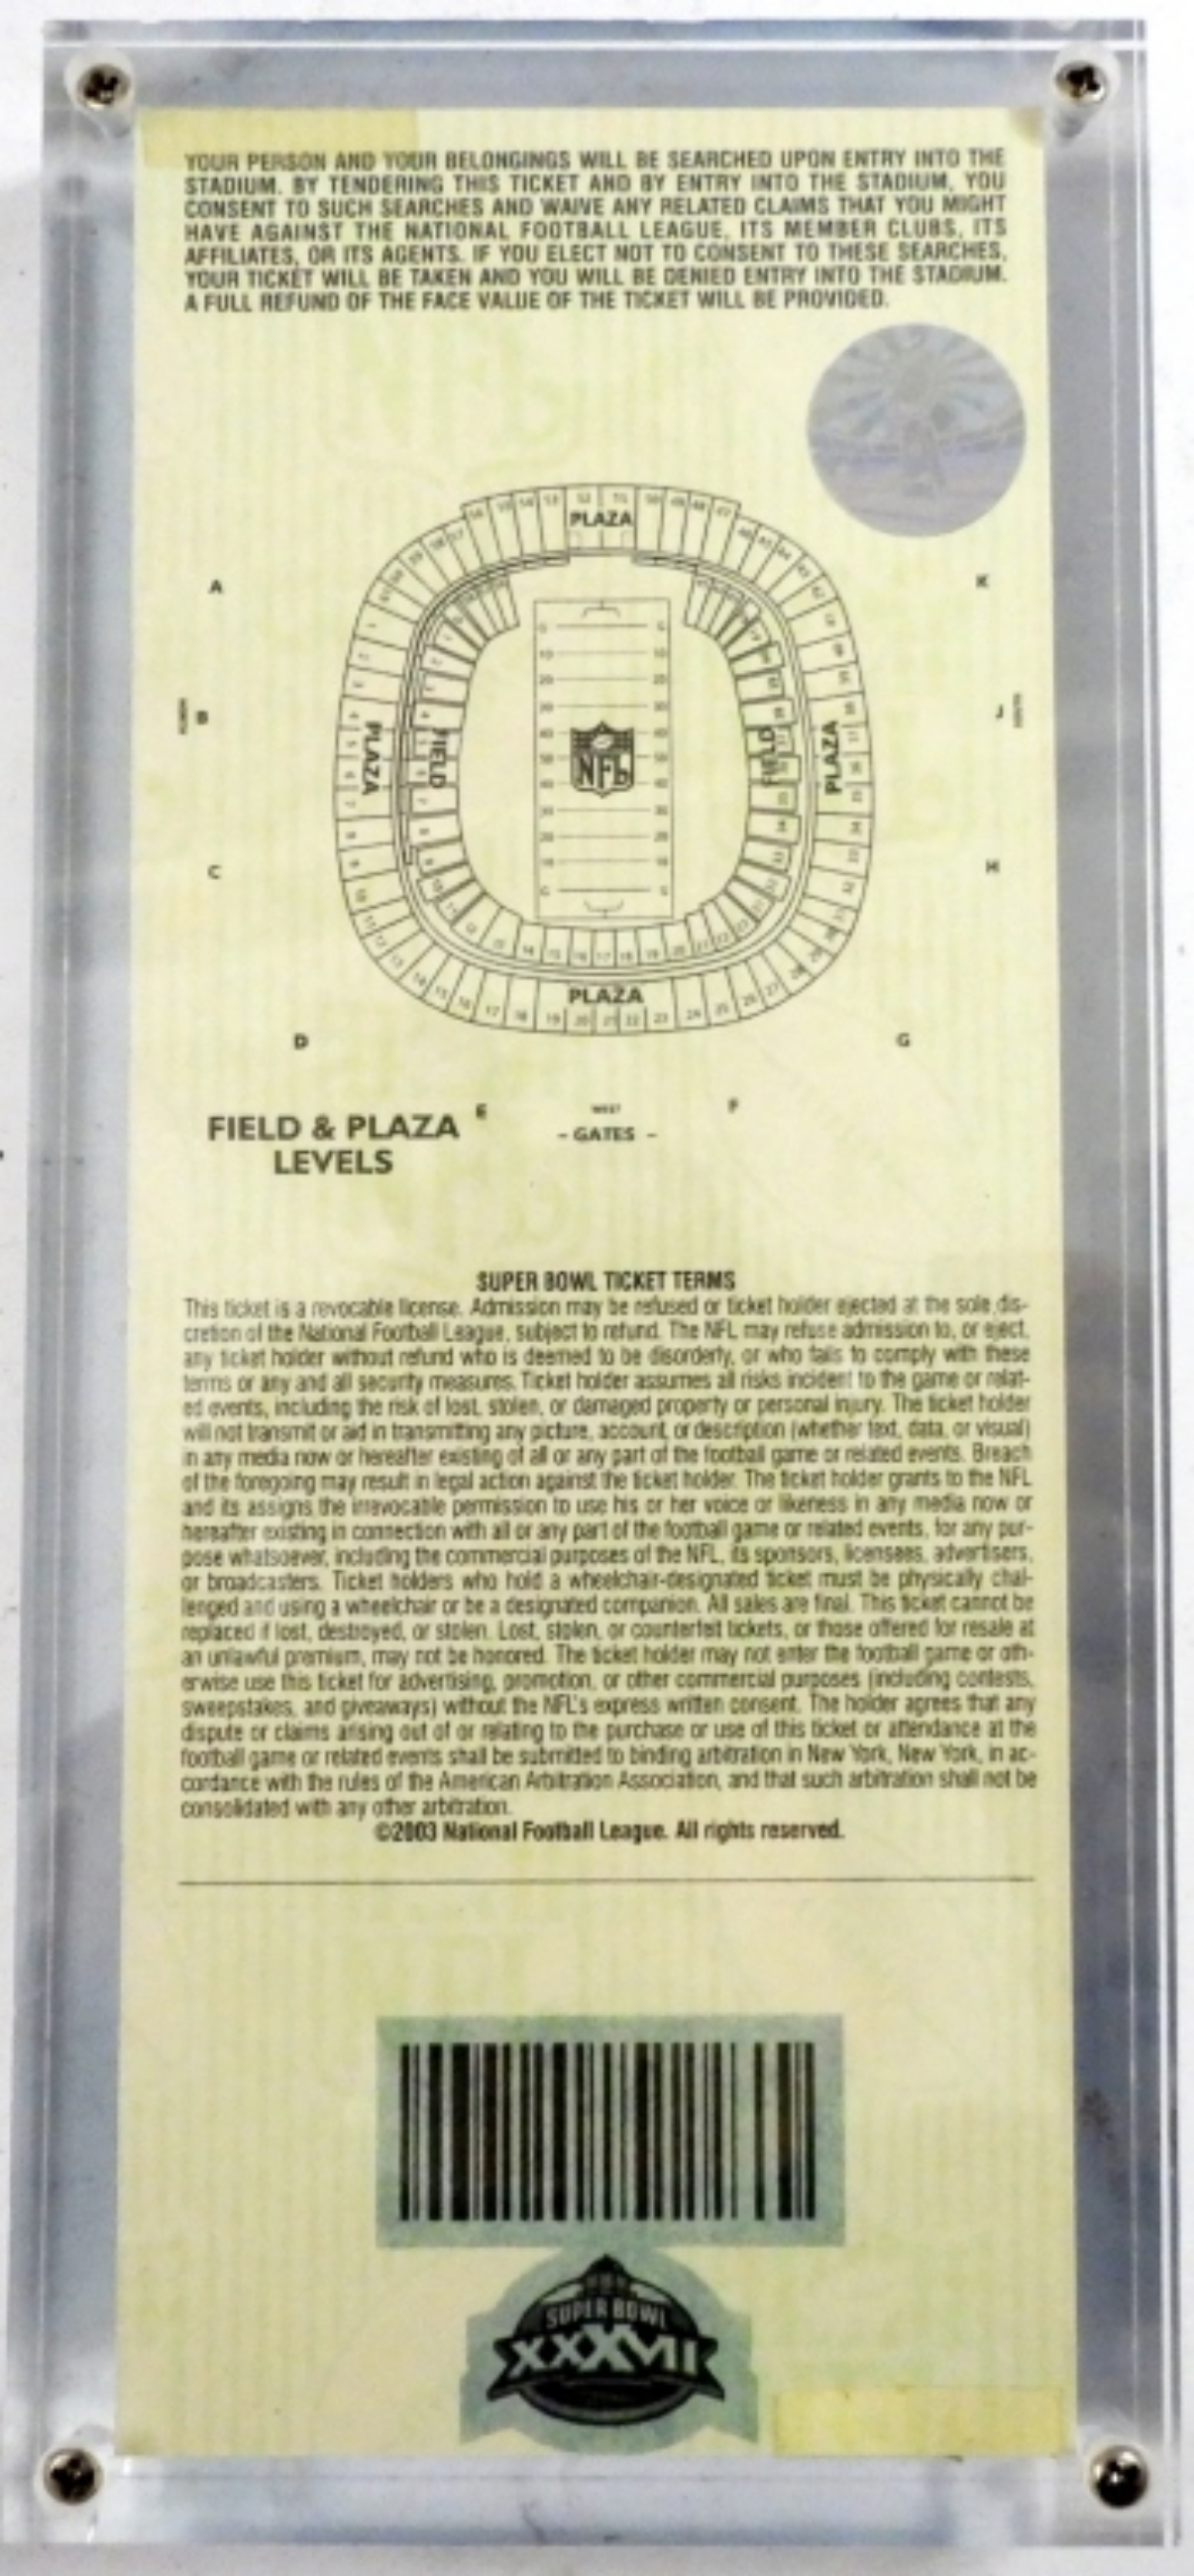 YOUR PERSON AND YOUR BELONGINGS WILL BE SEARCHED UPON ENTRY INTO THE
STADIUM. BY TENDERING THIS TICKET AND BY ENTRY INTO THE STADIUM, YOU
CONSENT TO SUCH SEARCHES AND WAIVE ANY RELATED CLAIMS THAT YOU MIGHT
HAVE AGAINST THE NATIONAL FOOTBALL LEAGUE, ITS MEMBER CLUBS, ITS
AFFILIATES, OR ITS AGENTS. IF YOU ELECT NOT TO CONSENT TO THESE SEARCHES,
YOUR TICKET WILL BE TAKEN AND YOU WILL BE DENIED ENTRY INTO THE STADIUM.
A FULL REFUND OF THE FACE VALUE OF THE TICKET WILL BE PROVIDED.
PLAZA
A
K
B
J
PLAZA
FIELD
NFL
FIELD
PLAZA
C
H
PLAZA
D
G
E
WEST
F
- GATES -
FIELD & PLAZA
LEVELS
SUPER BOWL TICKET TERMS
This ticket is a revocable license. Admission may be refused or ticket holder ejected at the sole dis-
cretion of the National Football League, subject to refund. The NFL may refuse admission to, or eject,
any ticket holder without refund who is deemed to be disorderly, or who fails to comply with these
terms or any and all security measures. Ticket holder assumes all risks incident to the game or relat-
ed events, including the risk of lost, stolen, or damaged property or personal injury. The ticket holder
will not transmit or aid in transmitting any picture, account, or description (whether text, data, or visual)
in any media now or hereafter existing of all or any part of the football game or related events. Breach
of the foregoing may result in legal action against the ticket holder. The ticket holder grants to the NFL
and its assigns the irrevocable permission to use his or her voice or likeness in any media now or
hereafter existing in connection with all or any part of the football game or related events, for any pur-
pose whatsoever, including the commercial purposes of the NFL, its sponsors, licensees, advertisers,
or broadcasters. Ticket holders who hold a wheelchair-designated ticket must be physically chal-
lenged and using a wheelchair or be a designated companion. All sales are final. This ticket cannot be
replaced if lost, destroyed, or stolen. Lost, stolen, or counterfeit tickets, or those offered for resale at
an unlawful premium, may not be honored. The ticket holder may not enter the football game or oth-
erwise use this ticket for advertising, promotion, or other commercial purposes (including contests,
sweepstakes, and giveaways) without the NFL's express written consent. The holder agrees that any
dispute or claims arising out of or relating to the purchase or use of this ticket or attendance at the
football game or related events shall be submitted to binding arbitration in New York, New York, in ac-
cordance with the rules of the American Arbitration Association, and that such arbitration shall not be
consolidated with any other arbitration.
©2003 National Football League. All rights reserved.
SUPER BOWL
XXXVII